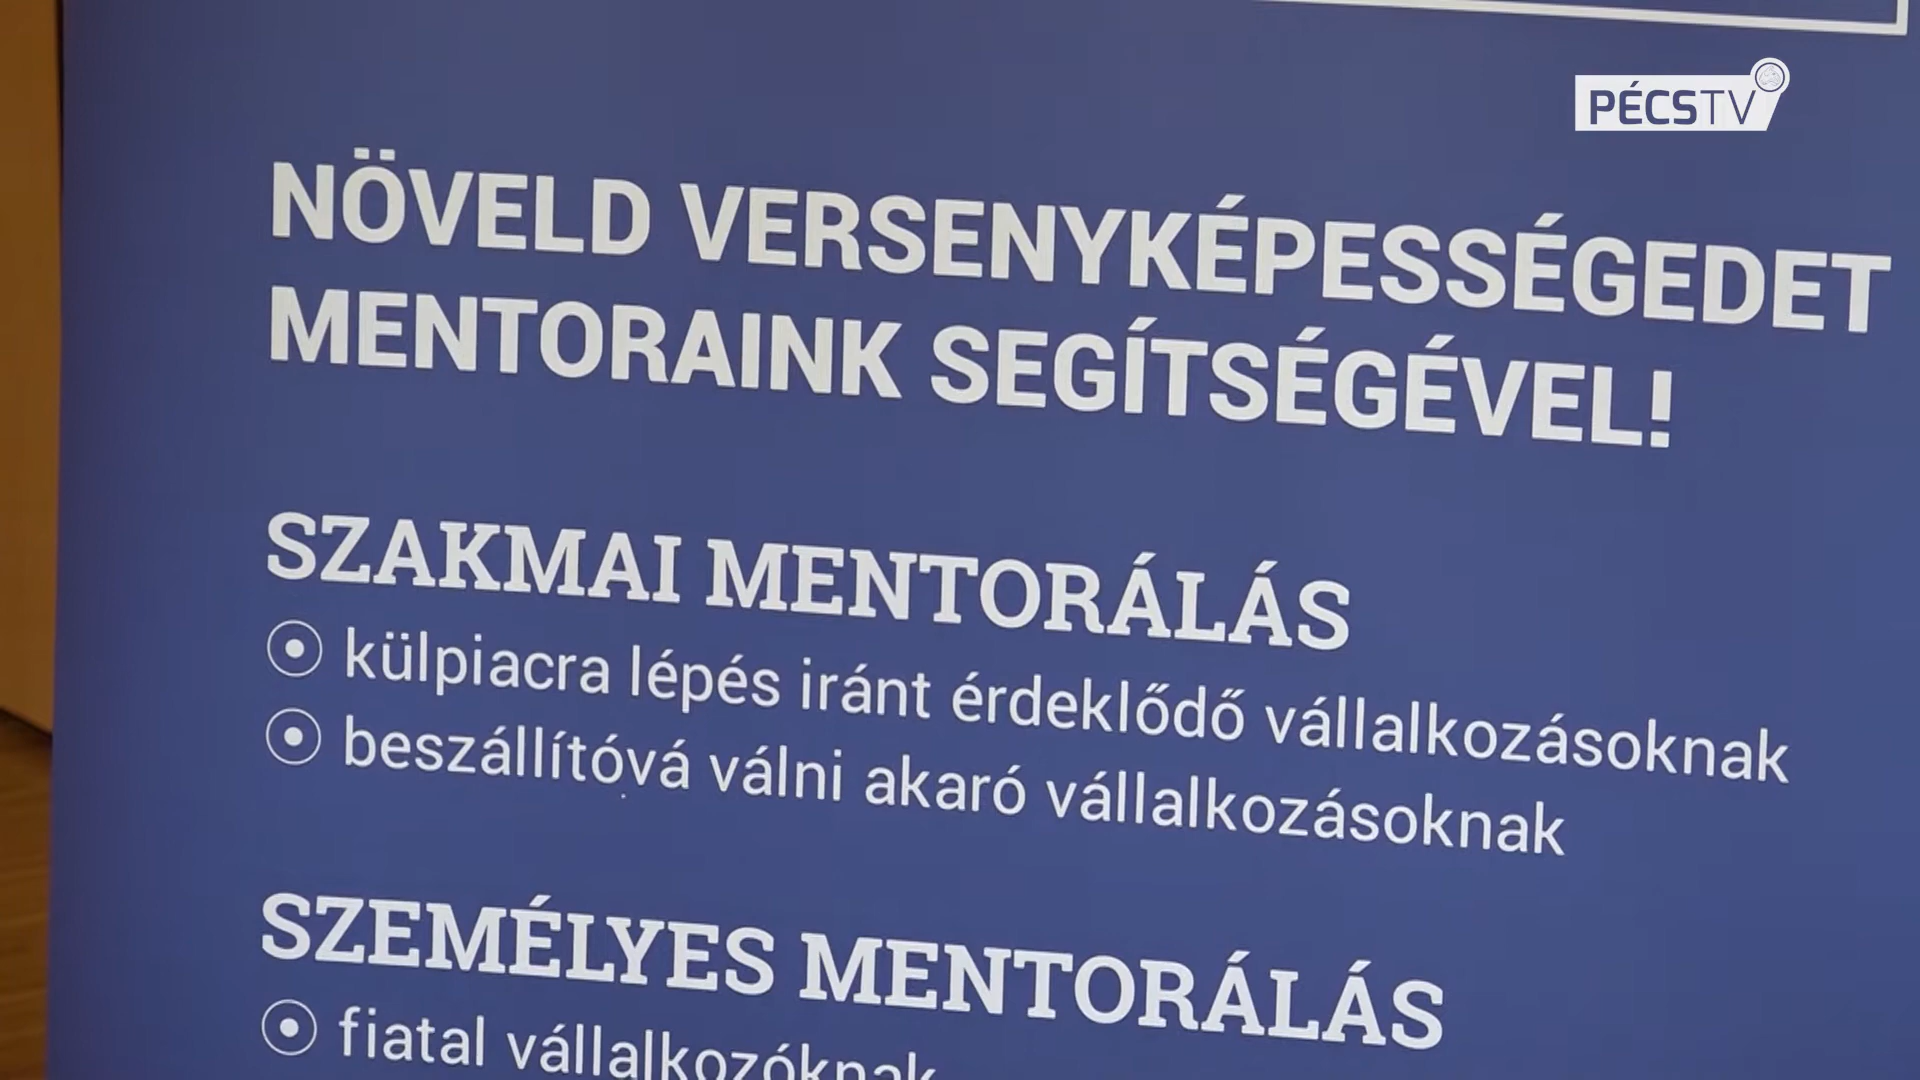 PÉCSTV
NÖVELD VERSENYKÉPESSÉGEDET
MENTORAINK SEGÍTSÉGÉVEL!
SZAKMAI MENTORÁLÁS
külpiacra lépés iránt érdeklődő vállalkozásoknak
beszállítóvá válni akaró vállalkozásoknak
SZEMÉLYES MENTORÁLÁS
fiatal vállalkozóknak